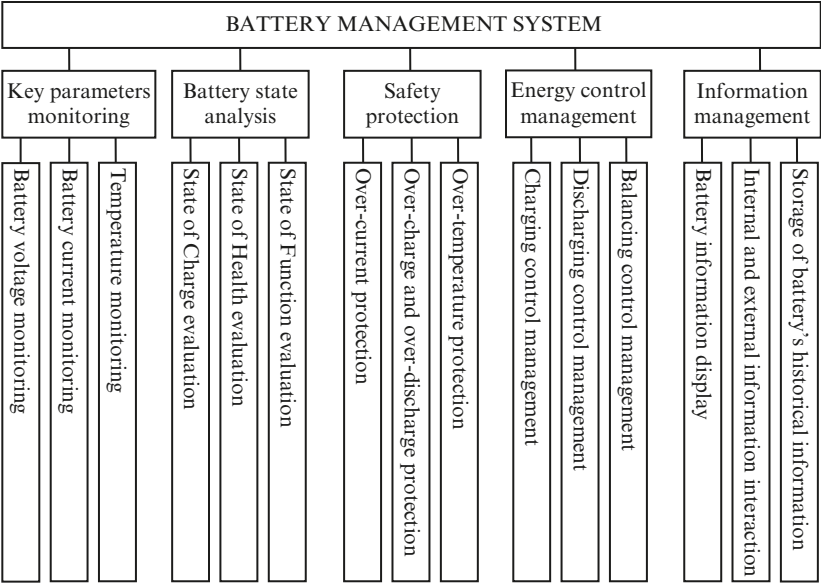 BATTERY MANAGEMENT SYSTEM
Key parameters
monitoring
Battery state
analysis
Safety
protection
Energy control
management
Information
management
Battery voltage monitoring
Battery current monitoring
Temperature monitoring
State of Charge evaluation
State of Health evaluation
State of Function evaluation
Over-current protection
Over-charge and over-discharge protection
Over-temperature protection
Charging control management
Discharging control management
Balancing control management
Battery information display
Internal and external information interaction
Storage of battery's historical information